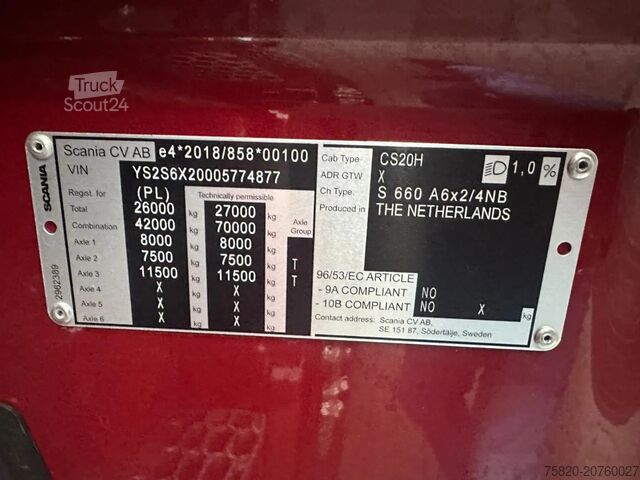 Truck
Scout24
SCANIA
2962389
Scania CV AB e4*2018/858*00100
VIN YS2S6X20005774877
Regist. for (PL) Technically permissible
Total 26000 kg 27000 kg Axle Group
Combination 42000 kg 70000 kg
Axle 1 8000 kg 8000 kg
Axle 2 7500 kg 7500 kg T
Axle 3 11500 kg 11500 kg T
Axle 4 X kg X kg
Axle 5 X kg X kg
Axle 6 X kg X kg
Cab Type CS20H 1,0 %
ADR GTW X
Ch Type S 660 A6x2/4NB
Produced in THE NETHERLANDS
96/53/EC ARTICLE
- 9A COMPLIANT NO
- 10B COMPLIANT NO X kg
Contact address: Scania CV AB,
SE 151 87, Södertälje, Sweden
75820-20760027